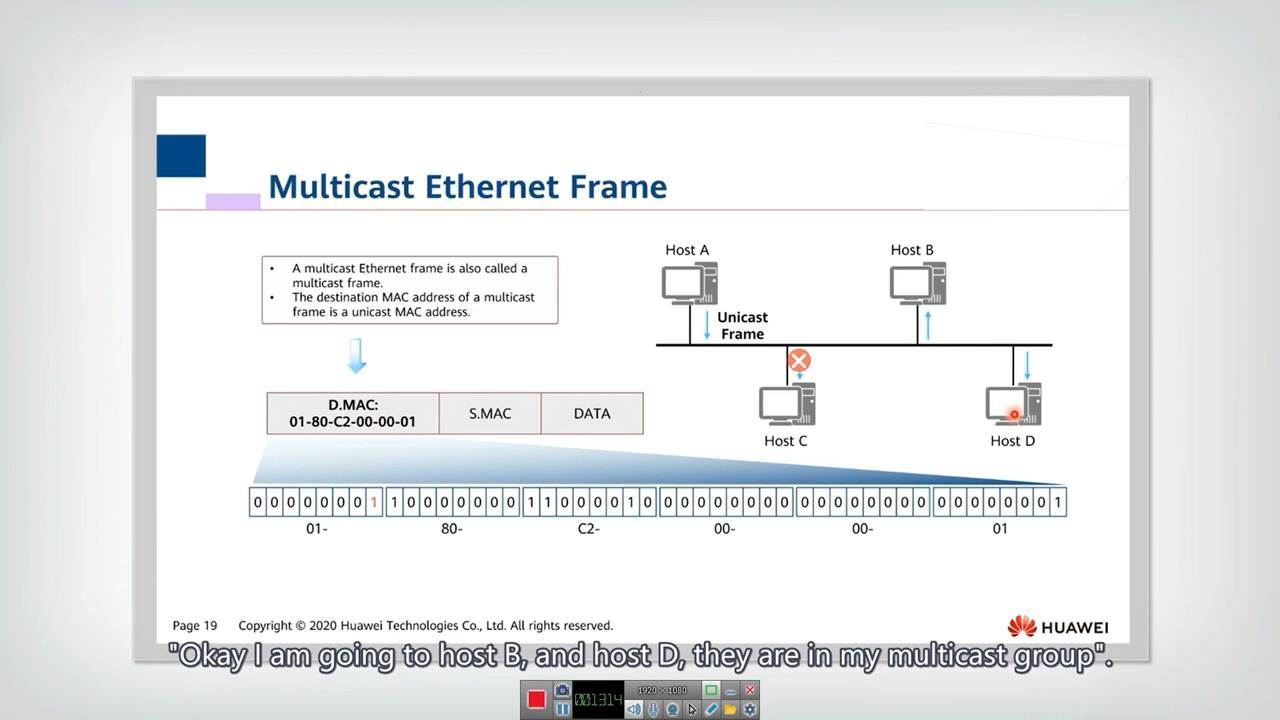 Multicast Ethernet Frame
• A multicast Ethernet frame is also called a
multicast frame.
• The destination MAC address of a multicast
frame is a unicast MAC address.
Host A
Host B
Unicast
Frame
Host C
Host D
D.MAC:
01-80-C2-00-00-01
S.MAC
DATA
0 0 0 0 0 0 0 1 1 0 0 0 0 0 0 0 1 1 0 0 0 0 1 0 0 0 0 0 0 0 0 0 0 0 0 0 0 0 0 0 0 0 0 0 0 0 0 1
01- 80- C2- 00- 00- 01
Page 19 Copyright © 2020 Huawei Technologies Co., Ltd. All rights reserved.
HUAWEI
"Okay I am going to host B, and host D, they are in my multicast group".
1920 × 1080